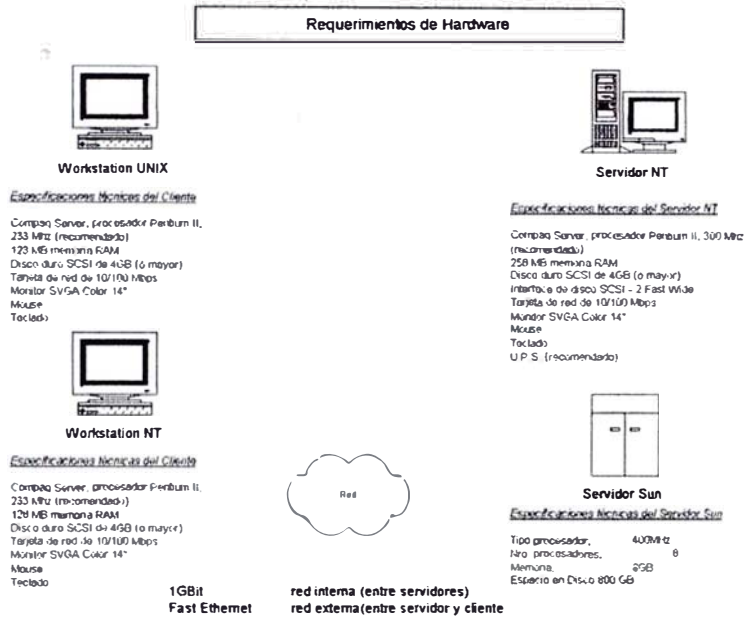 Requerimientos de Hardware
Workstation UNIX
Especificaciones técnicas del Cliente
Compaq Server, procesador Pentium II,
233 Mhz (recomendado)
123 MB memoria RAM
Disco duro SCSI de 4GB (o mayor)
Tarjeta de red de 10/100 Mbps
Monitor SVGA Color 14"
Mouse
Teclado
Workstation NT
Especificaciones técnicas del Cliente
Compaq Server, procesador Pentium II,
233 Mhz (recomendado)
128 MB memoria RAM
Disco duro SCSI de 4GB (o mayor)
Tarjeta de red de 10/100 Mbps
Monitor SVGA Color 14"
Mouse
Teclado
Red
1GBit red interna (entre servidores)
Fast Ethernet red externa(entre servidor y cliente
Servidor NT
Especificaciones técnicas del Servidor NT
Compaq Server, procesador Pentium II, 300 Mhz
(recomendado)
256 MB memoria RAM
Disco duro SCSI de 4GB (o mayor)
Interface de disco SCSI - 2 Fast Wide
Tarjeta de red de 10/100 Mbps
Monitor SVGA Color 14"
Mouse
Teclado
U.P.S. (recomendado)
Servidor Sun
Especificaciones técnicas del Servidor Sun
Tipo procesador, 400MHz
Nro procesadores, 8
Memoria, GB
Espacio en Disco 800 GB